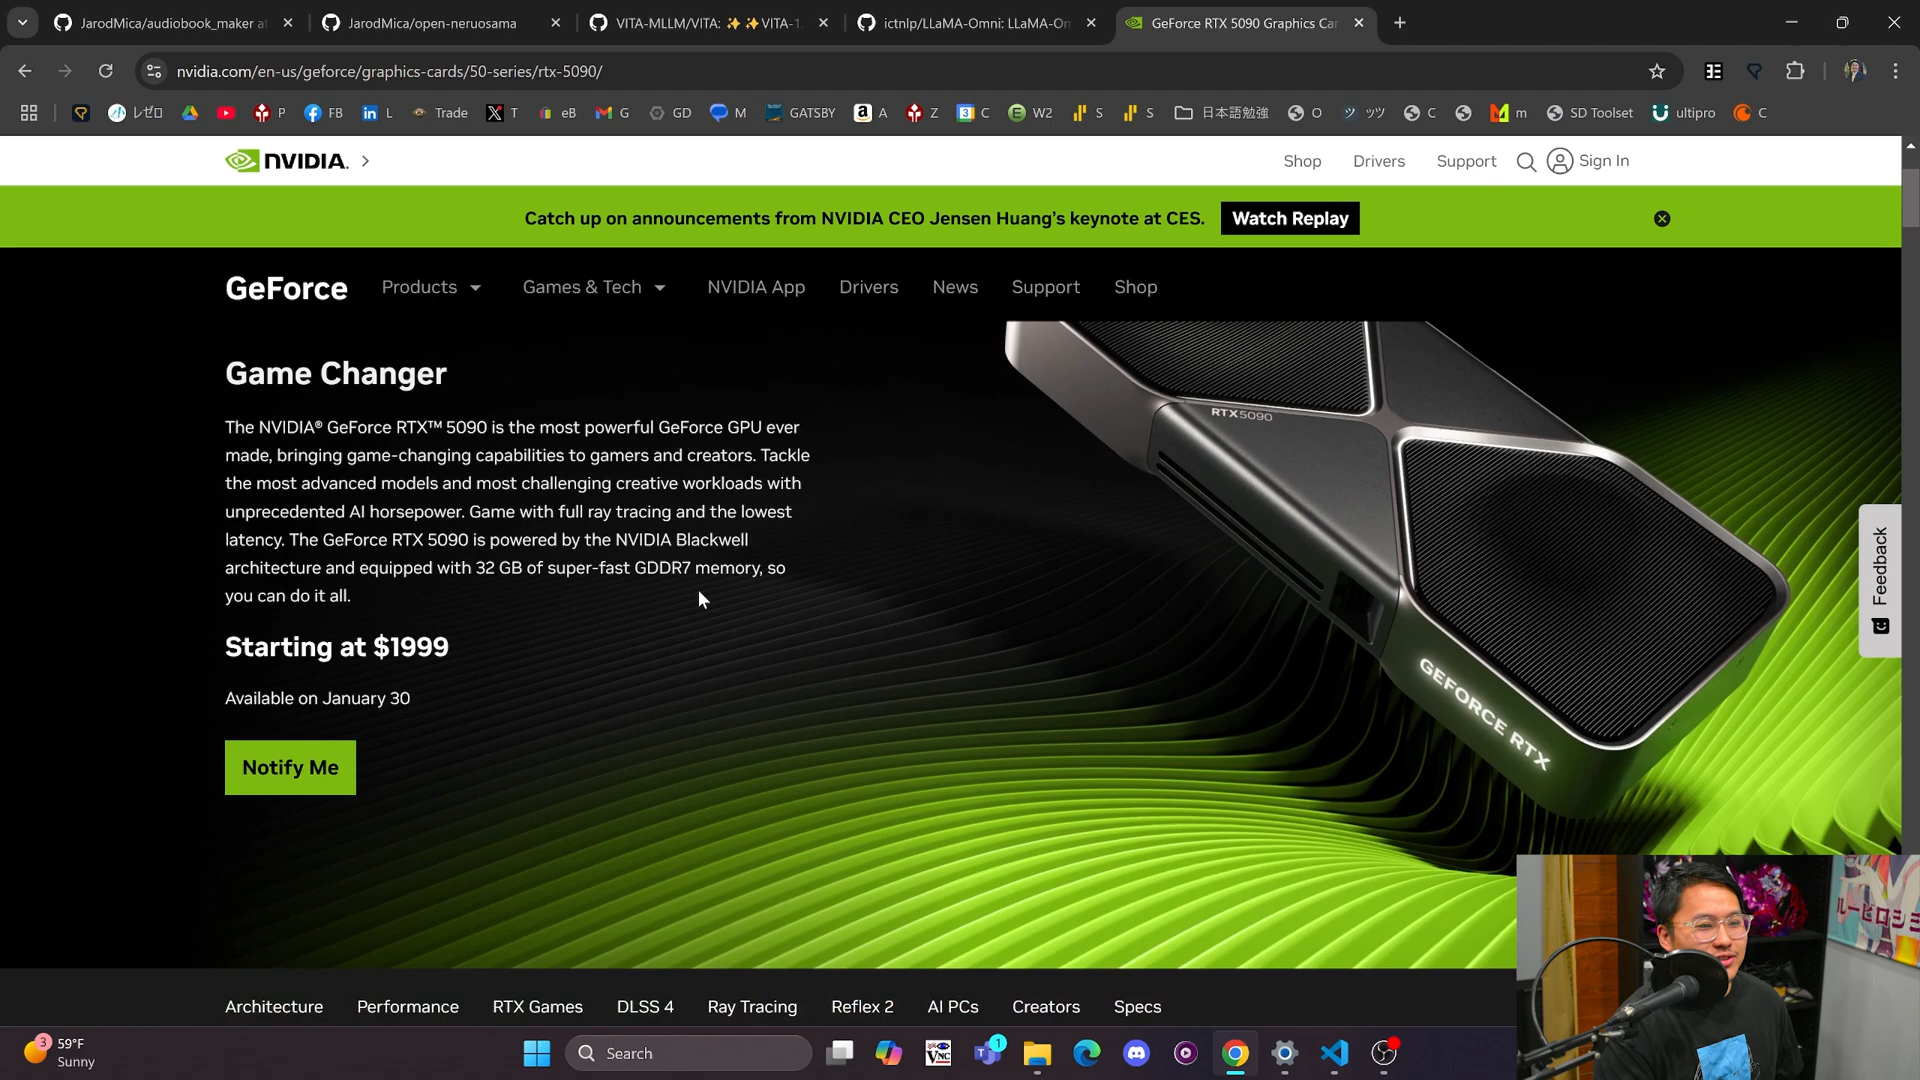 JarodMica/audiobook_maker at
JarodMica/open-neruosama
VITA-MLLM/VITA: ✨✨VITA-1.
ictnlp/LLaMA-Omni: LLaMA-Om
GeForce RTX 5090 Graphics Car
nvidia.com/en-us/geforce/graphics-cards/50-series/rtx-5090/
レゼロ
P
FB
L
Trade
T
eB
G
GD
M
GATSBY
A
Z
C
W2
S
S
日本語勉強
O
ッツ
C
m
SD Toolset
ultipro
C
NVIDIA.
Shop
Drivers
Support
Sign In
Catch up on announcements from NVIDIA CEO Jensen Huang's keynote at CES.
Watch Replay
GeForce
Products
Games & Tech
NVIDIA App
Drivers
News
Support
Shop
Game Changer
The NVIDIA® GeForce RTX™ 5090 is the most powerful GeForce GPU ever
made, bringing game-changing capabilities to gamers and creators. Tackle
the most advanced models and most challenging creative workloads with
unprecedented AI horsepower. Game with full ray tracing and the lowest
latency. The GeForce RTX 5090 is powered by the NVIDIA Blackwell
architecture and equipped with 32 GB of super-fast GDDR7 memory, so
you can do it all.
RTX5090
GEFORCE RTX
Feedback
Starting at $1999
Available on January 30
Notify Me
Architecture
Performance
RTX Games
DLSS 4
Ray Tracing
Reflex 2
AI PCs
Creators
Specs
3
59°F
Sunny
Search
VNC
1